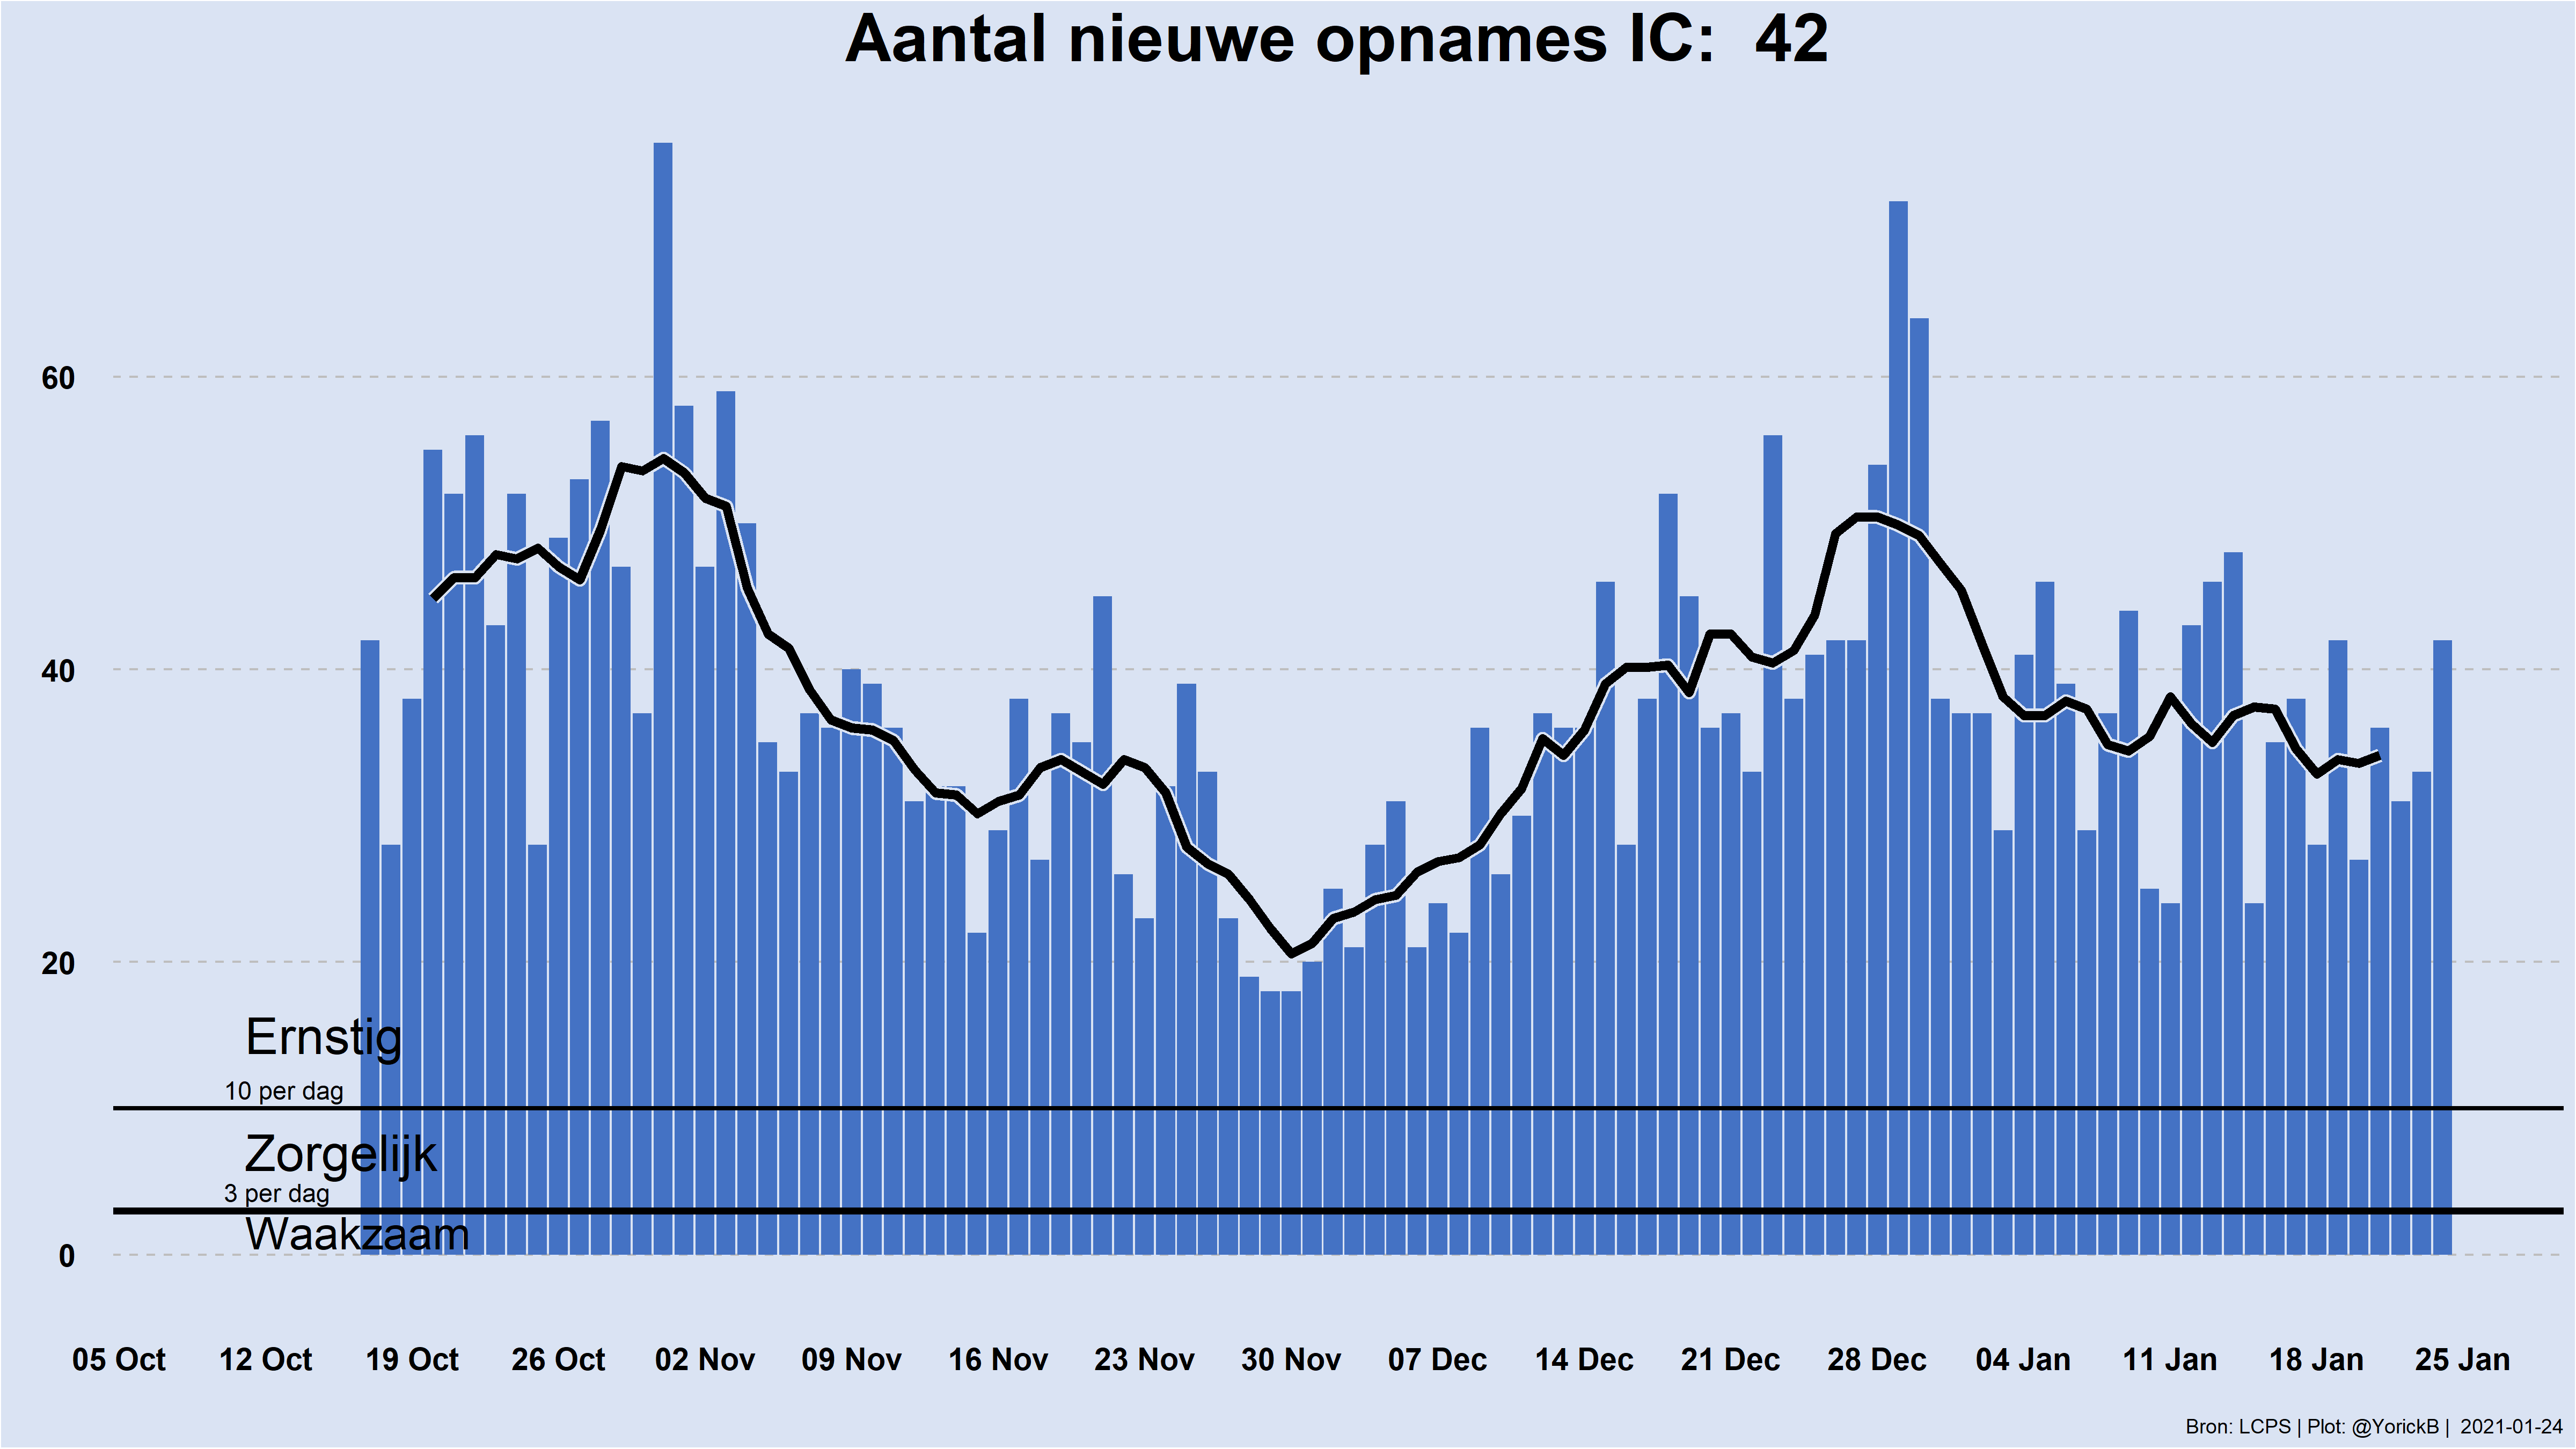 Aantal nieuwe opnames IC:  42
60
40
20
Ernstig
10 per dag
Zorgelijk
3 per dag
Waakzaam
0
05 Oct 12 Oct 19 Oct 26 Oct 02 Nov 09 Nov 16 Nov 23 Nov 30 Nov 07 Dec 14 Dec 21 Dec 28 Dec 04 Jan 11 Jan 18 Jan 25 Jan
Bron: LCPS | Plot: @YorickB |  2021-01-24